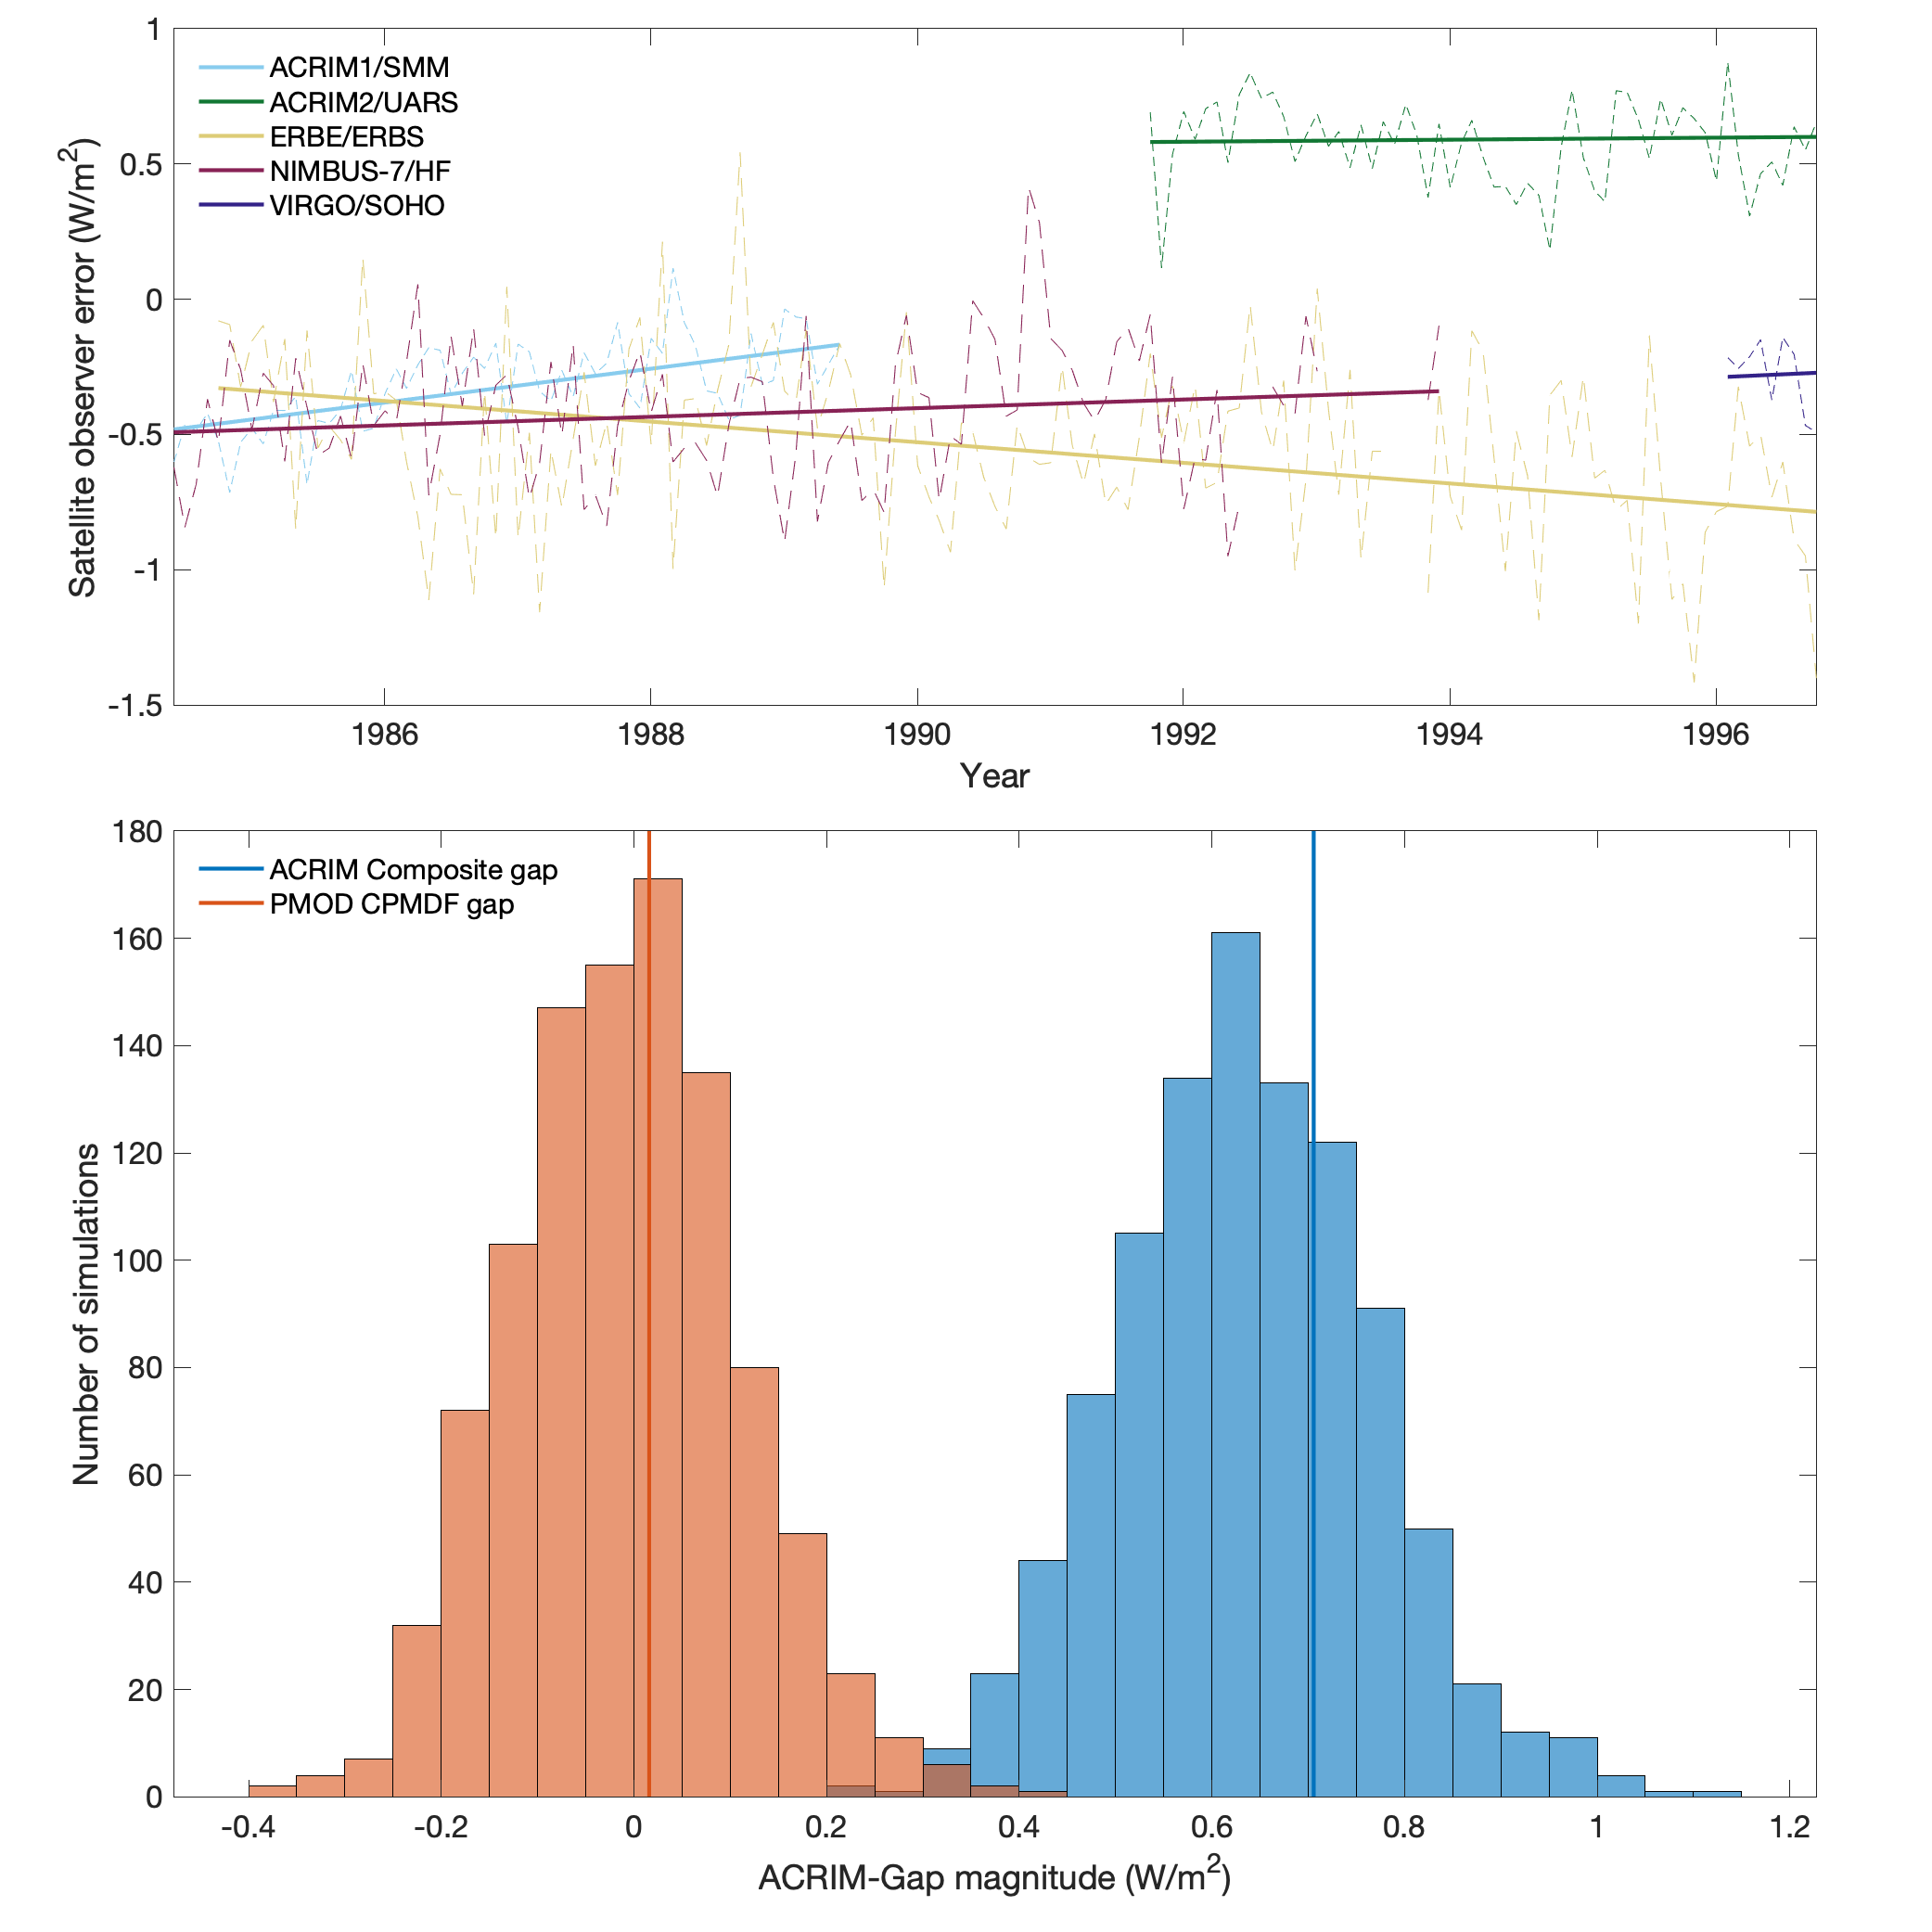 1
0.5
0
-0.5
-1
-1.5
Satellite observer error (W/m²)
ACRIM1/SMM
ACRIM2/UARS
ERBE/ERBS
NIMBUS-7/HF
VIRGO/SOHO
1986 1988 1990 1992 1994 1996
Year
180
160
140
120
100
80
60
40
20
0
Number of simulations
ACRIM Composite gap
PMOD CPMDF gap
-0.4 -0.2 0 0.2 0.4 0.6 0.8 1 1.2
ACRIM-Gap magnitude (W/m²)